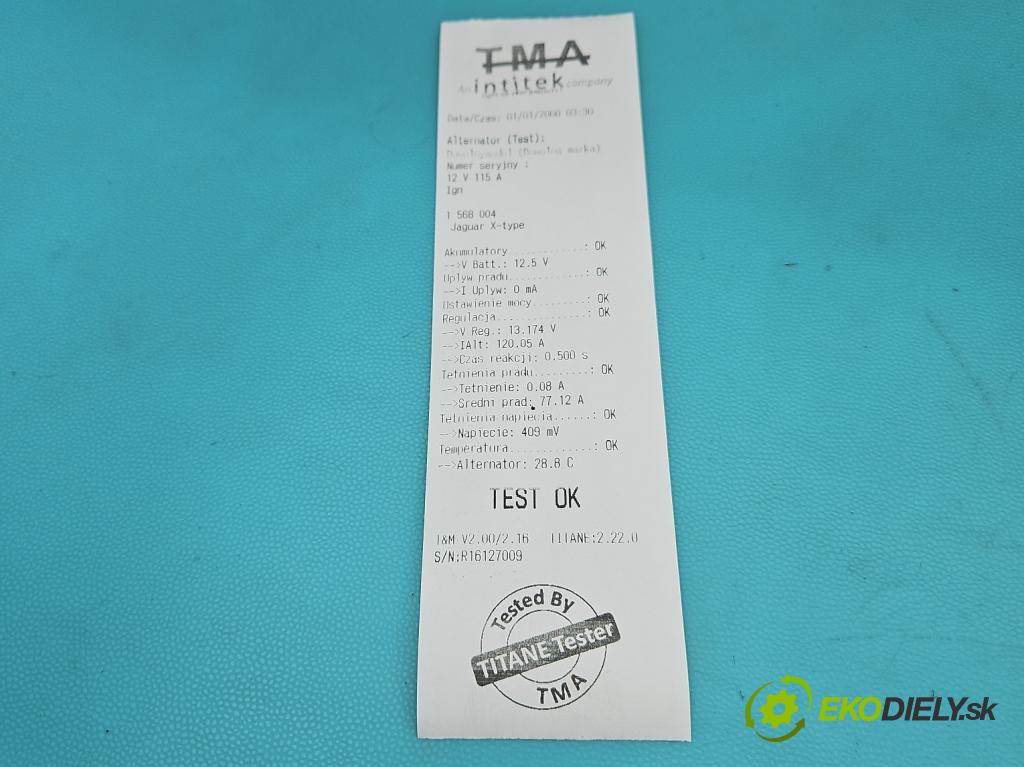 TMA
An intitek company
Data/Czas: 01/01/2000 03:30
Alternator (Test):
(Dowolna marka)
Numer seryjny :
12 V 115 A
Ign
1 568 004
Jaguar X-type
Akumulatory ............: OK
-->V Batt.: 12.5 V
Uplyw pradu.............: OK
-->I Uplyw: 0 mA
Ustawienie mocy.........: OK
Regulacja...............: OK
-->V Reg.: 13.174 V
-->IAlt: 120.05 A
-->Czas reakcji: 0.500 s
Tetnienia pradu.........: OK
-->Tetnienie: 0.08 A
-->Sredni prad: 77.12 A
Tetnienia napiecia......: OK
-->Napiecie: 409 mV
Temperatura.............: OK
-->Alternator: 28.8 C
TEST OK
T&M V2.00/2.16 TITANE:2.22.0
S/N:R16127009
Tested By
TITANE Tester
TMA
EKODIELY.sk